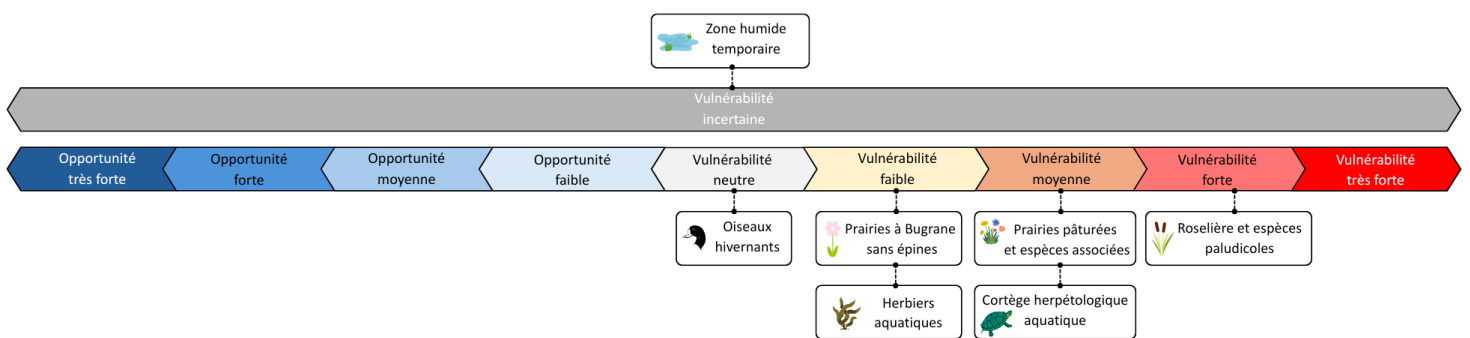 Zone humide
temporaire
Vulnérabilité
incertaine
Opportunité
très forte
Opportunité
forte
Opportunité
moyenne
Opportunité
faible
Vulnérabilité
neutre
Vulnérabilité
faible
Vulnérabilité
moyenne
Vulnérabilité
forte
Vulnérabilité
très forte
Oiseaux
hivernants
Prairies à Bugrane
sans épines
Prairies pâturées
et espèces associées
Roselière et espèces
paludicoles
Herbiers
aquatiques
Cortège herpétologique
aquatique